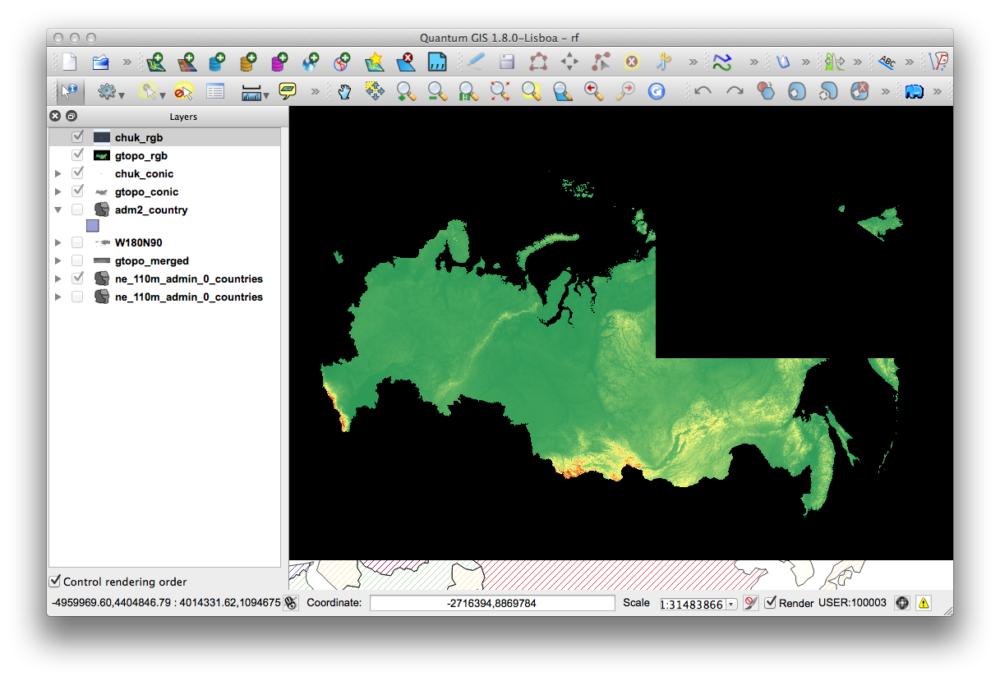 Quantum GIS 1.8.0-Lisboa - rf
ABC
Layers
chuk_rgb
gtopo_rgb
chuk_conic
gtopo_conic
adm2_country
W180N90
gtopo_merged
ne_110m_admin_0_countries
ne_110m_admin_0_countries
Control rendering order
-4959969.60,4404846.79 : 4014331.62,1094675 Coordinate: -2716394,8869784 Scale 1:31483866 Render USER:100003